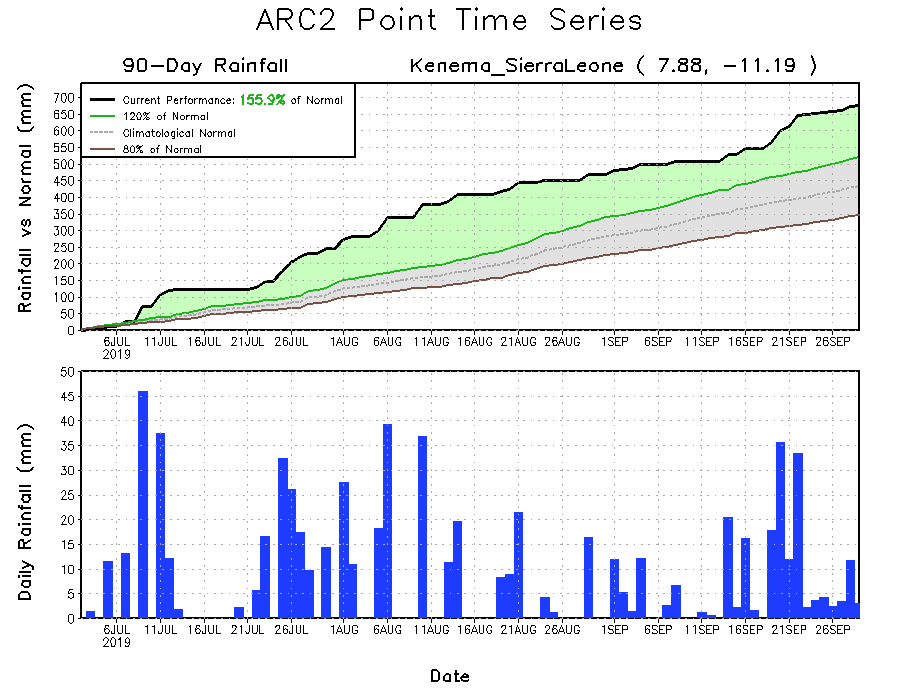 ARC2 Point Time Series
90-Day Rainfall
Kenema_SierraLeone ( 7.88, -11.19 )
Rainfall vs Normal (mm)
700
650
600
550
500
450
400
350
300
250
200
150
100
50
0
Current Performance: 155.9% of Normal
120% of Normal
Climatological Normal
80% of Normal
6JUL 11JUL 16JUL 21JUL 26JUL 1AUG 6AUG 11AUG 16AUG 21AUG 26AUG 1SEP 6SEP 11SEP 16SEP 21SEP 26SEP
2019
Daily Rainfall (mm)
50
45
40
35
30
25
20
15
10
5
0
6JUL 11JUL 16JUL 21JUL 26JUL 1AUG 6AUG 11AUG 16AUG 21AUG 26AUG 1SEP 6SEP 11SEP 16SEP 21SEP 26SEP
2019
Date